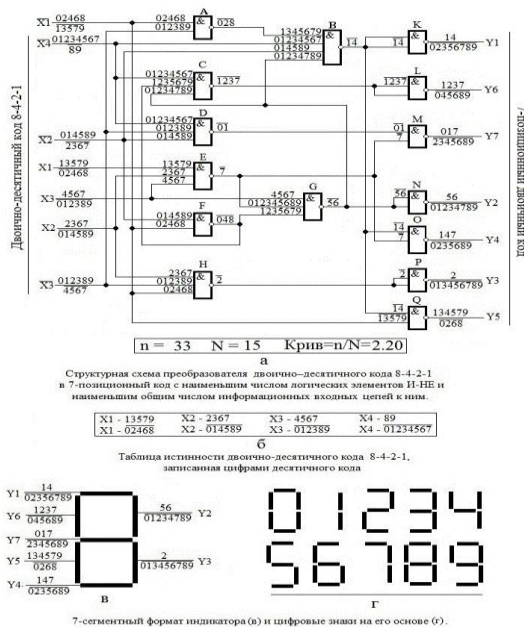 A
X1 02468
13579
02468
012389
& 028
X4 01234567
89
B
1345679
01234567
014589
01234789
& 14
K
14
14
& 14
02356789
Y1
C
01234567
1235679
01234789
& 1237
1237
L
& 1237
045689
Y6
D
X2 014589
2367
01234567
012389
014589
& 01
01
7
M
& 017
2345689
Y7
E
X1 13579
02468
13579
2367
4567
& 7
X3 4567
012389
F
014589
02468
& 048
G
4567
012345689
1235679
& 56
56
N
& 56
01234789
Y2
X2 2367
014589
14
7
O
& 147
0235689
Y4
H
X3 012389
4567
2367
012389
02468
& 2
2
P
& 2
013456789
Y3
14
13579
Q
& 134579
0268
Y5
Двоично-десятичный код 8-4-2-1
7-позиционный двоичный код
n = 33 N = 15 Крив=n/N=2.20
а
Структурная схема преобразователя двоично-десятичного кода 8-4-2-1
в 7-позиционный код с наименьшим числом логических элементов И-НЕ и
наименьшим общим числом информационных входных цепей к ним.
X1 - 13579 X2 - 2367 X3 - 4567 X4 - 89
X1 - 02468 X2 - 014589 X3 - 012389 X4 - 01234567
б
Таблица истинности двоично-десятичного кода 8-4-2-1,
записанная цифрами десятичного кода
Y1 14
02356789
Y6 1237
045689
Y7 017
2345689
Y5 134579
0268
Y4 147
0235689
56
01234789
Y2
2
013456789
Y3
в
01234
56789
г
7-сегментный формат индикатора (в) и цифровые знаки на его основе (г).